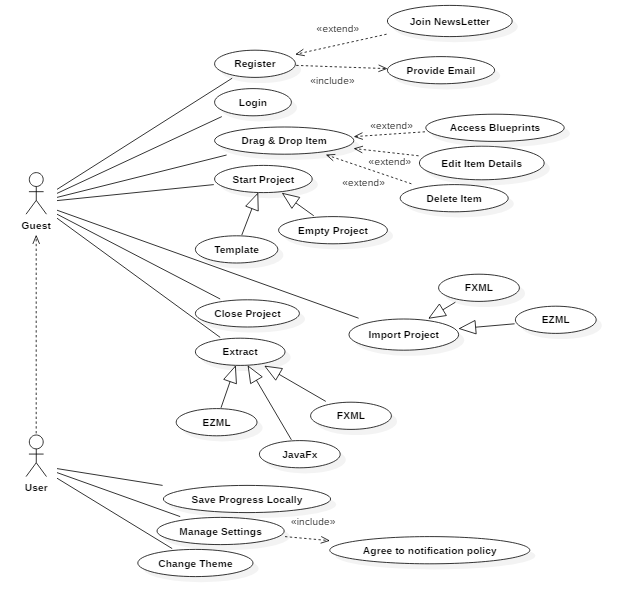 Join NewsLetter
«extend»
Register
Provide Email
«include»
Login
Access Blueprints
«extend»
Drag & Drop Item
Edit Item Details
«extend»
Start Project
«extend»
Delete Item
Guest
Empty Project
Template
FXML
Close Project
EZML
Import Project
Extract
FXML
EZML
JavaFx
User
Save Progress Locally
«include»
Manage Settings
Agree to notification policy
Change Theme